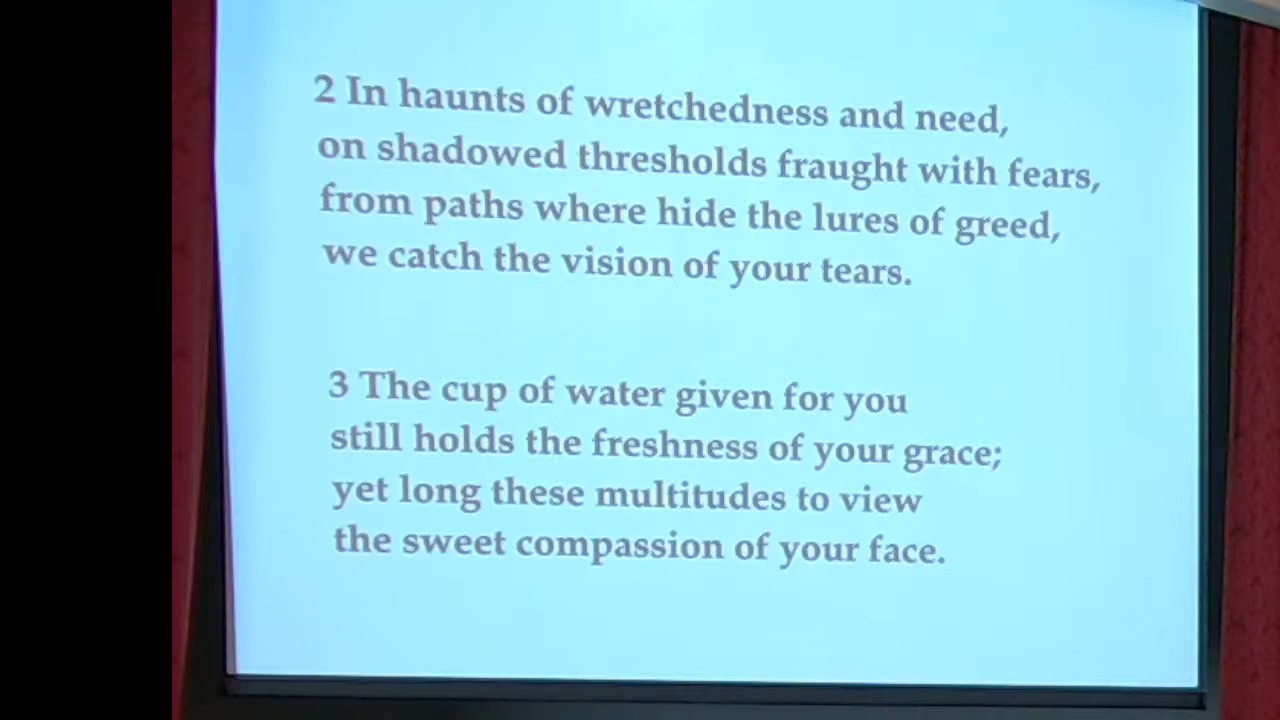 2 In haunts of wretchedness and need,
on shadowed thresholds fraught with fears,
from paths where hide the lures of greed,
we catch the vision of your tears.
3 The cup of water given for you
still holds the freshness of your grace;
yet long these multitudes to view
the sweet compassion of your face.